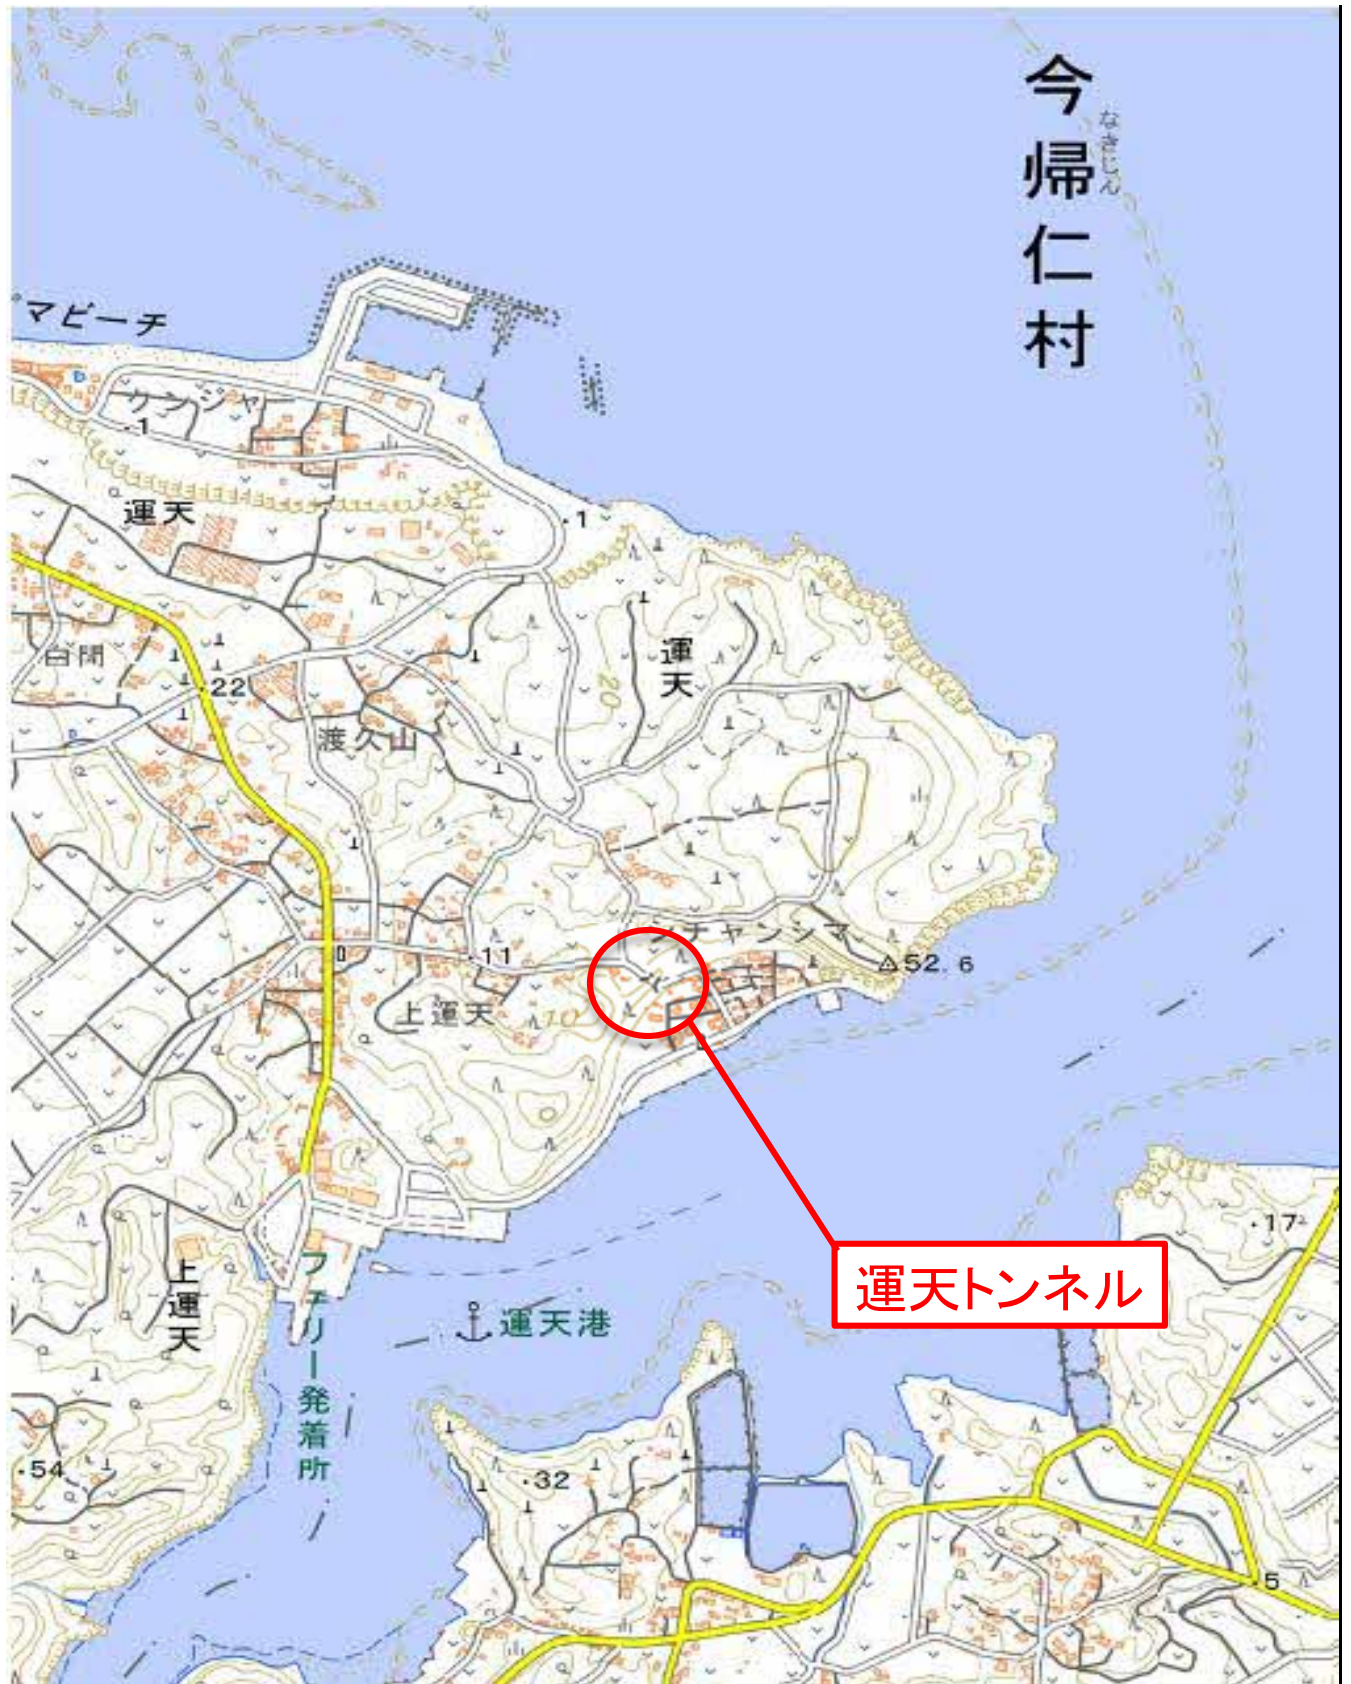 今帰仁村
なきじん
マビーチ
ケンジャ
・1
運天
・1
運天
20
白間
・22
渡久山
シチャンシマ
・11
52.6
上運天
10
運天トンネル
・17
上運天
フェリー発着所
運天港
・54
・32
・5